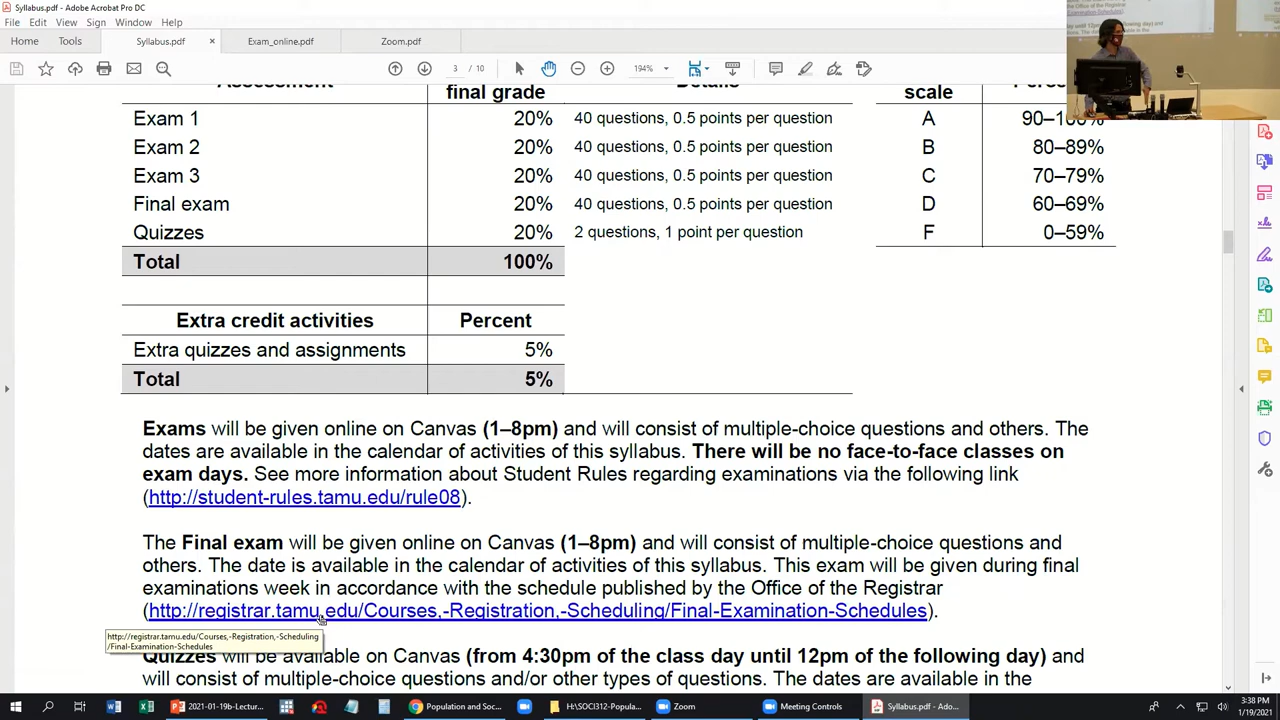 Syllabus.pdf - Adobe Acrobat Pro DC
File Edit View Sign Window Help
Home Tools Syllabus.pdf × Exam_online.pdf
3 / 10 194%
final grade scale
Exam 1 20% 40 questions, 0.5 points per question A
Exam 2 20% 40 questions, 0.5 points per question B 80–89%
Exam 3 20% 40 questions, 0.5 points per question C 70–79%
Final exam 20% 40 questions, 0.5 points per question D 60–69%
Quizzes 20% 2 questions, 1 point per question F 0–59%
Total 100%
Extra credit activities Percent
Extra quizzes and assignments 5%
Total 5%
Exams will be given online on Canvas (1–8pm) and will consist of multiple-choice questions and others. The
dates are available in the calendar of activities of this syllabus. There will be no face-to-face classes on
exam days. See more information about Student Rules regarding examinations via the following link
(http://student-rules.tamu.edu/rule08).
The Final exam will be given online on Canvas (1–8pm) and will consist of multiple-choice questions and
others. The date is available in the calendar of activities of this syllabus. This exam will be given during final
examinations week in accordance with the schedule published by the Office of the Registrar
(http://registrar.tamu.edu/Courses,-Registration,-Scheduling/Final-Examination-Schedules).
http://registrar.tamu.edu/Courses,-Registration,-Scheduling
/Final-Examination-Schedules
Quizzes will be available on Canvas (from 4:30pm of the class day until 12pm of the following day) and
will consist of multiple-choice questions and/or other types of questions. The dates are available in the
2021-01-19b-Lectur... Population and Soc... H:\SOCI312-Popula... Zoom Meeting Controls Syllabus.pdf - Ado...
3:38 PM
1/19/2021